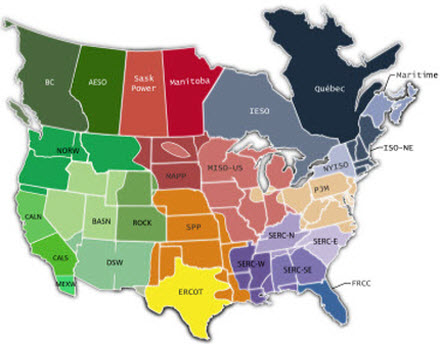 BC
AESO
Sask
Power
Manitoba
IESO
Québec
Maritime
ISO-NE
NORW
MAPP
MISO-US
NYISO
PJM
CALN
BASN
ROCK
SPP
SERC-N
SERC-E
CALS
DSW
SERC-W
SERC-SE
MEXW
ERCOT
FRCC